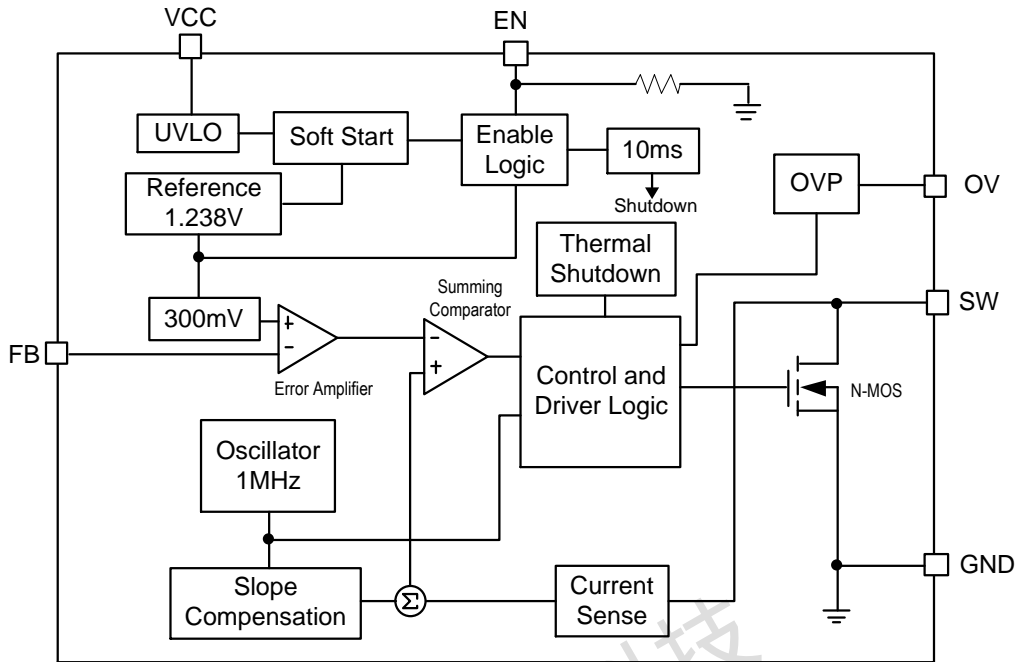 VCC
EN
UVLO
Soft Start
Enable
Logic
10ms
Shutdown
OVP
OV
Reference
1.238V
Thermal
Shutdown
Summing
Comparator
SW
300mV
+
−
−
+
FB
Error Amplifier
Control and
Driver Logic
N-MOS
Oscillator
1MHz
GND
Slope
Compensation
Σ
Current
Sense
技